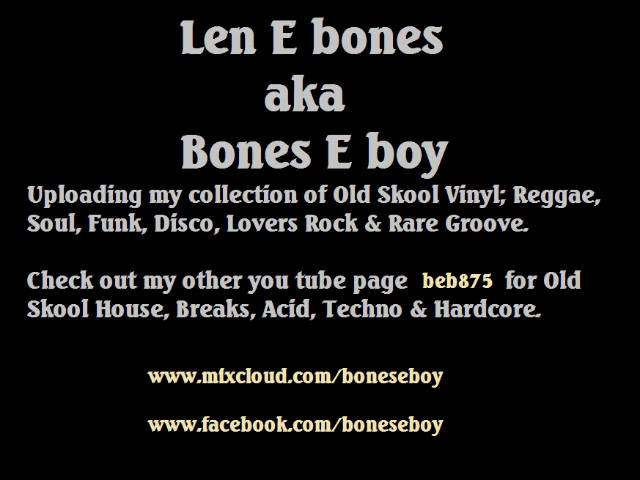 Len E bones
aka
Bones E boy
Uploading my collection of Old Skool Vinyl; Reggae,
Soul, Funk, Disco, Lovers Rock & Rare Groove.
Check out my other you tube page beb875 for Old
Skool House, Breaks, Acid, Techno & Hardcore.
www.mixcloud.com/boneseboy
www.facebook.com/boneseboy